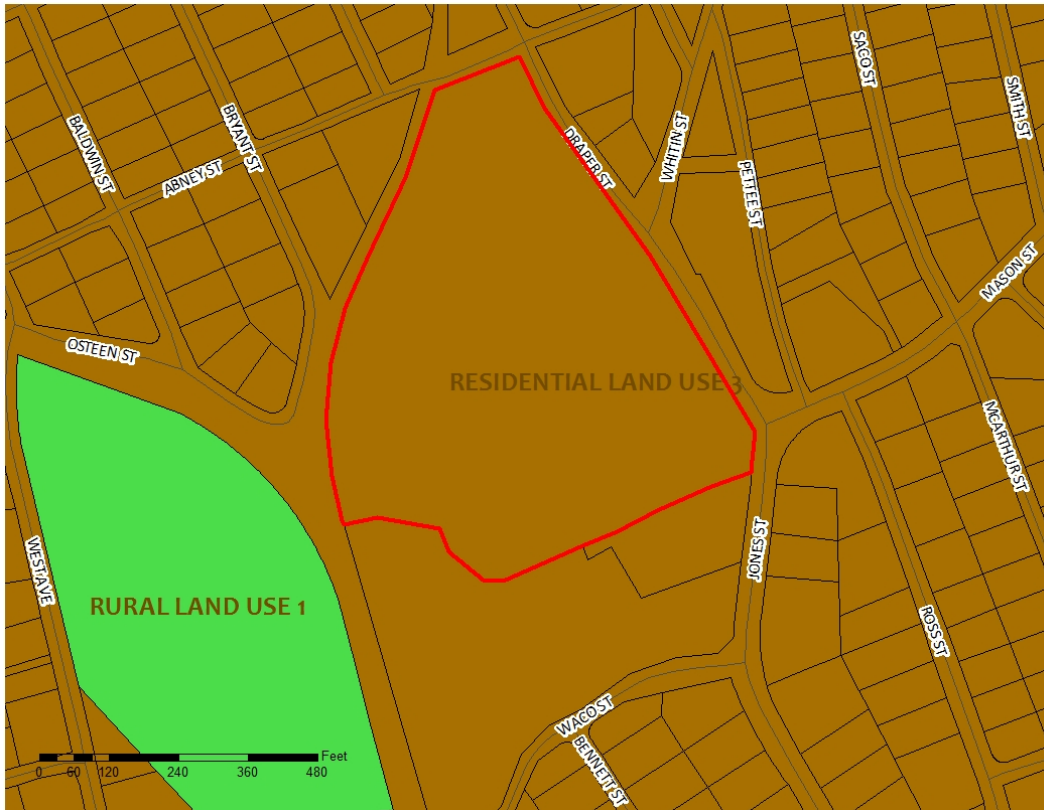 SAGO ST
SMITH ST
BALDWIN ST
BRYANT ST
DRAPER ST
WHITIN ST
ABNEY ST
PETTEE ST
MASON ST
OSTEEN ST
RESIDENTIAL LAND USE 3
MCARTHUR ST
WEST AVE
JONES ST
RURAL LAND USE 1
ROSS ST
WACO ST
BENNETT ST
Feet
0 60 120 240 360 480